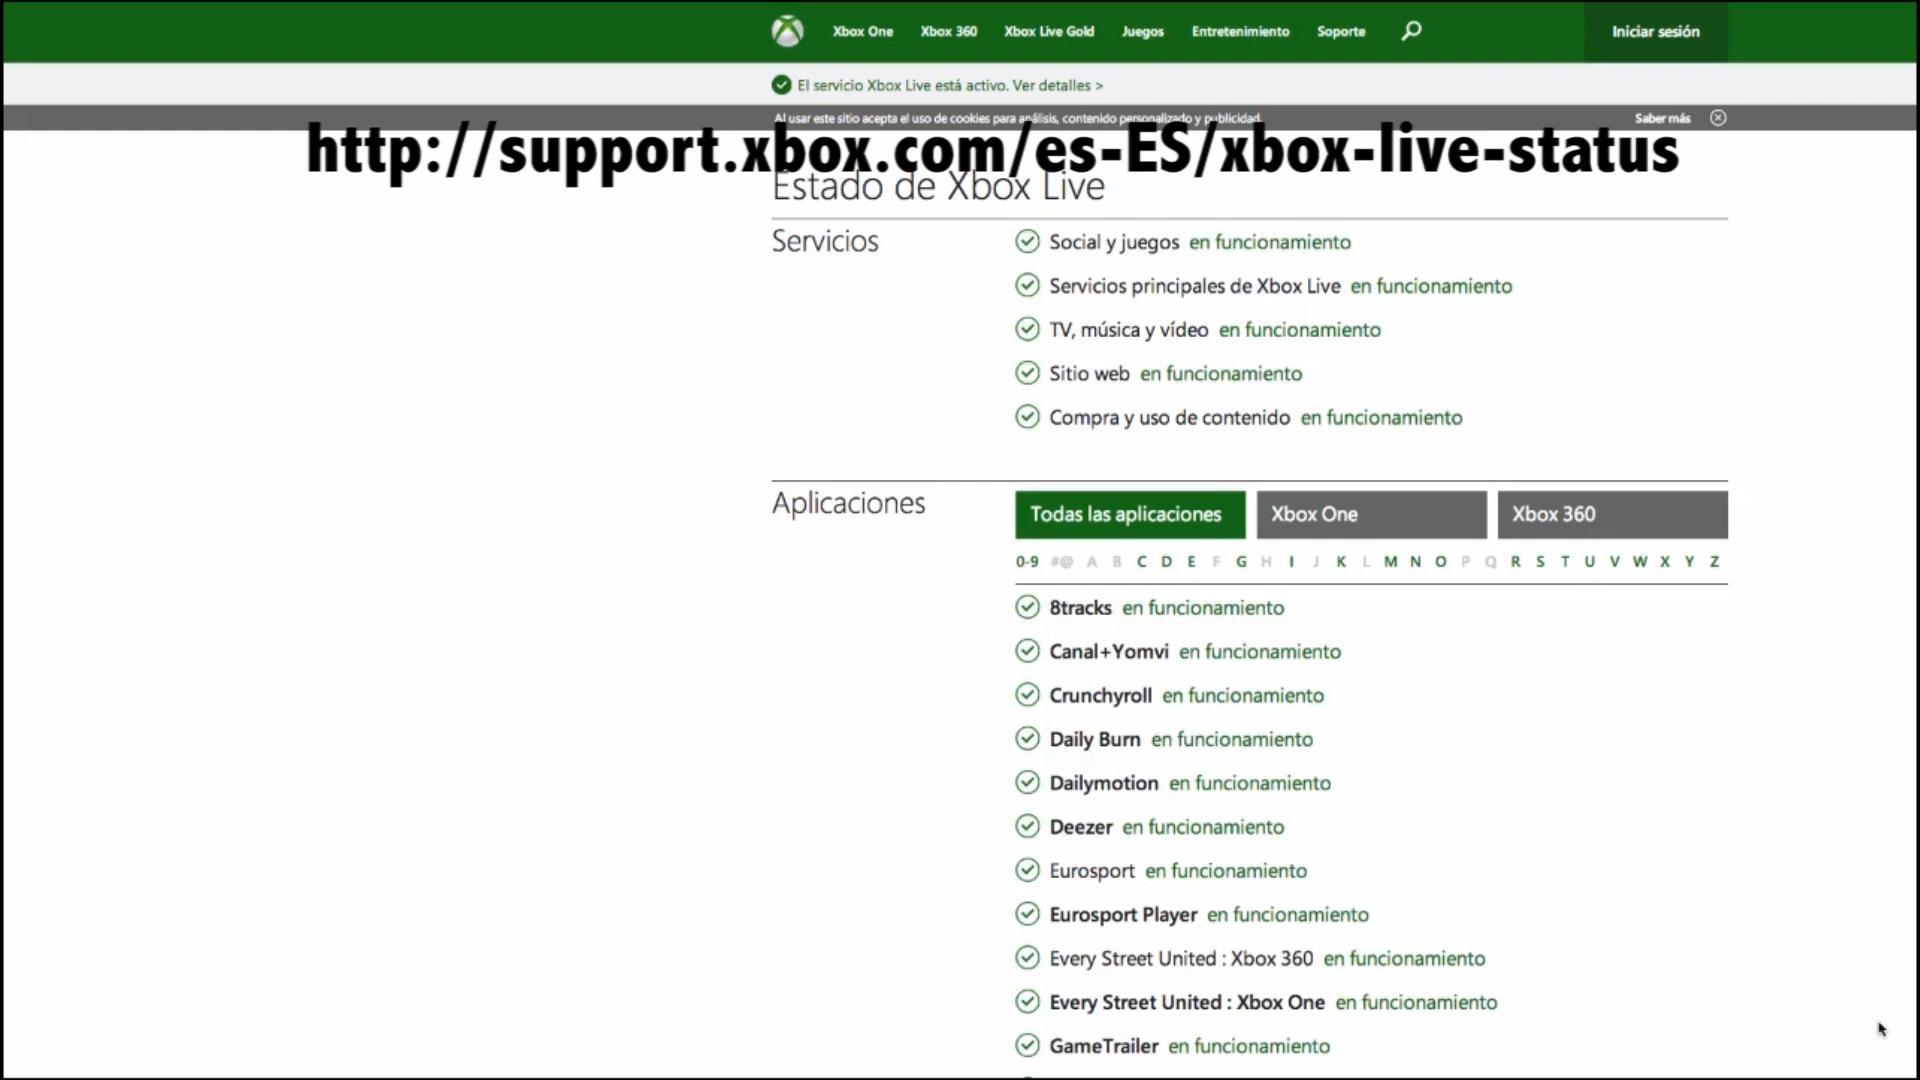 Xbox One Xbox 360 Xbox Live Gold Juegos Entretenimiento Soporte Iniciar sesión
El servicio Xbox Live está activo. Ver detalles >
Al usar este sitio acepta el uso de cookies para análisis, contenido personalizado y publicidad. Saber más
http://support.xbox.com/es-ES/xbox-live-status
Estado de Xbox Live
Servicios
Social y juegos en funcionamiento
Servicios principales de Xbox Live en funcionamiento
TV, música y vídeo en funcionamiento
Sitio web en funcionamiento
Compra y uso de contenido en funcionamiento
Aplicaciones
Todas las aplicaciones Xbox One Xbox 360
0-9 #@ A B C D E F G H I J K L M N O P Q R S T U V W X Y Z
8tracks en funcionamiento
Canal+Yomvi en funcionamiento
Crunchyroll en funcionamiento
Daily Burn en funcionamiento
Dailymotion en funcionamiento
Deezer en funcionamiento
Eurosport en funcionamiento
Eurosport Player en funcionamiento
Every Street United : Xbox 360 en funcionamiento
Every Street United : Xbox One en funcionamiento
GameTrailer en funcionamiento